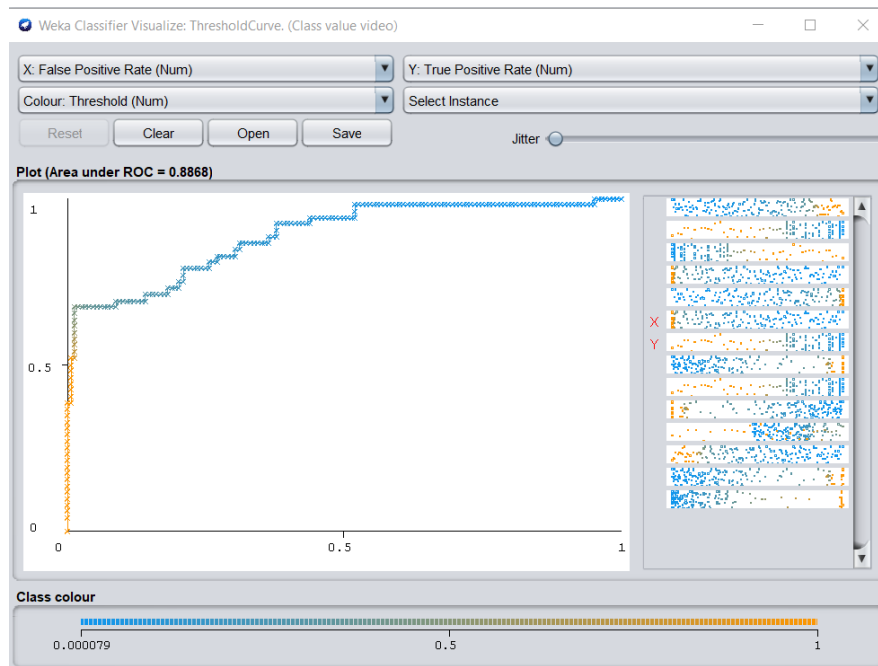 Weka Classifier Visualize: ThresholdCurve. (Class value video)
X: False Positive Rate (Num) Y: True Positive Rate (Num)
Colour: Threshold (Num) Select Instance
Reset Clear Open Save Jitter
Plot (Area under ROC = 0.8868)
1
0.5
0
0 0.5 1
X
Y
Class colour
0.000079 0.5 1